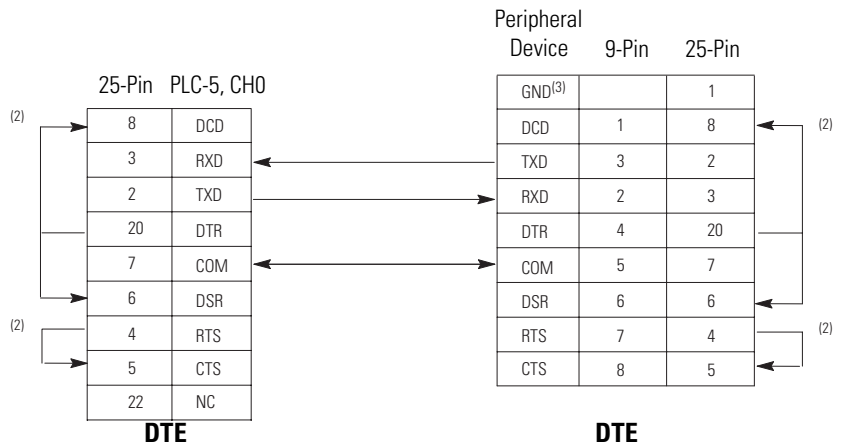 Peripheral
Device 9-Pin 25-Pin
25-Pin PLC-5, CH0
GND(3) 1
(2) 8 DCD DCD 1 8 (2)
3 RXD TXD 3 2
2 TXD RXD 2 3
20 DTR DTR 4 20
7 COM COM 5 7
6 DSR DSR 6 6
(2) 4 RTS RTS 7 4 (2)
5 CTS CTS 8 5
22 NC
DTE DTE